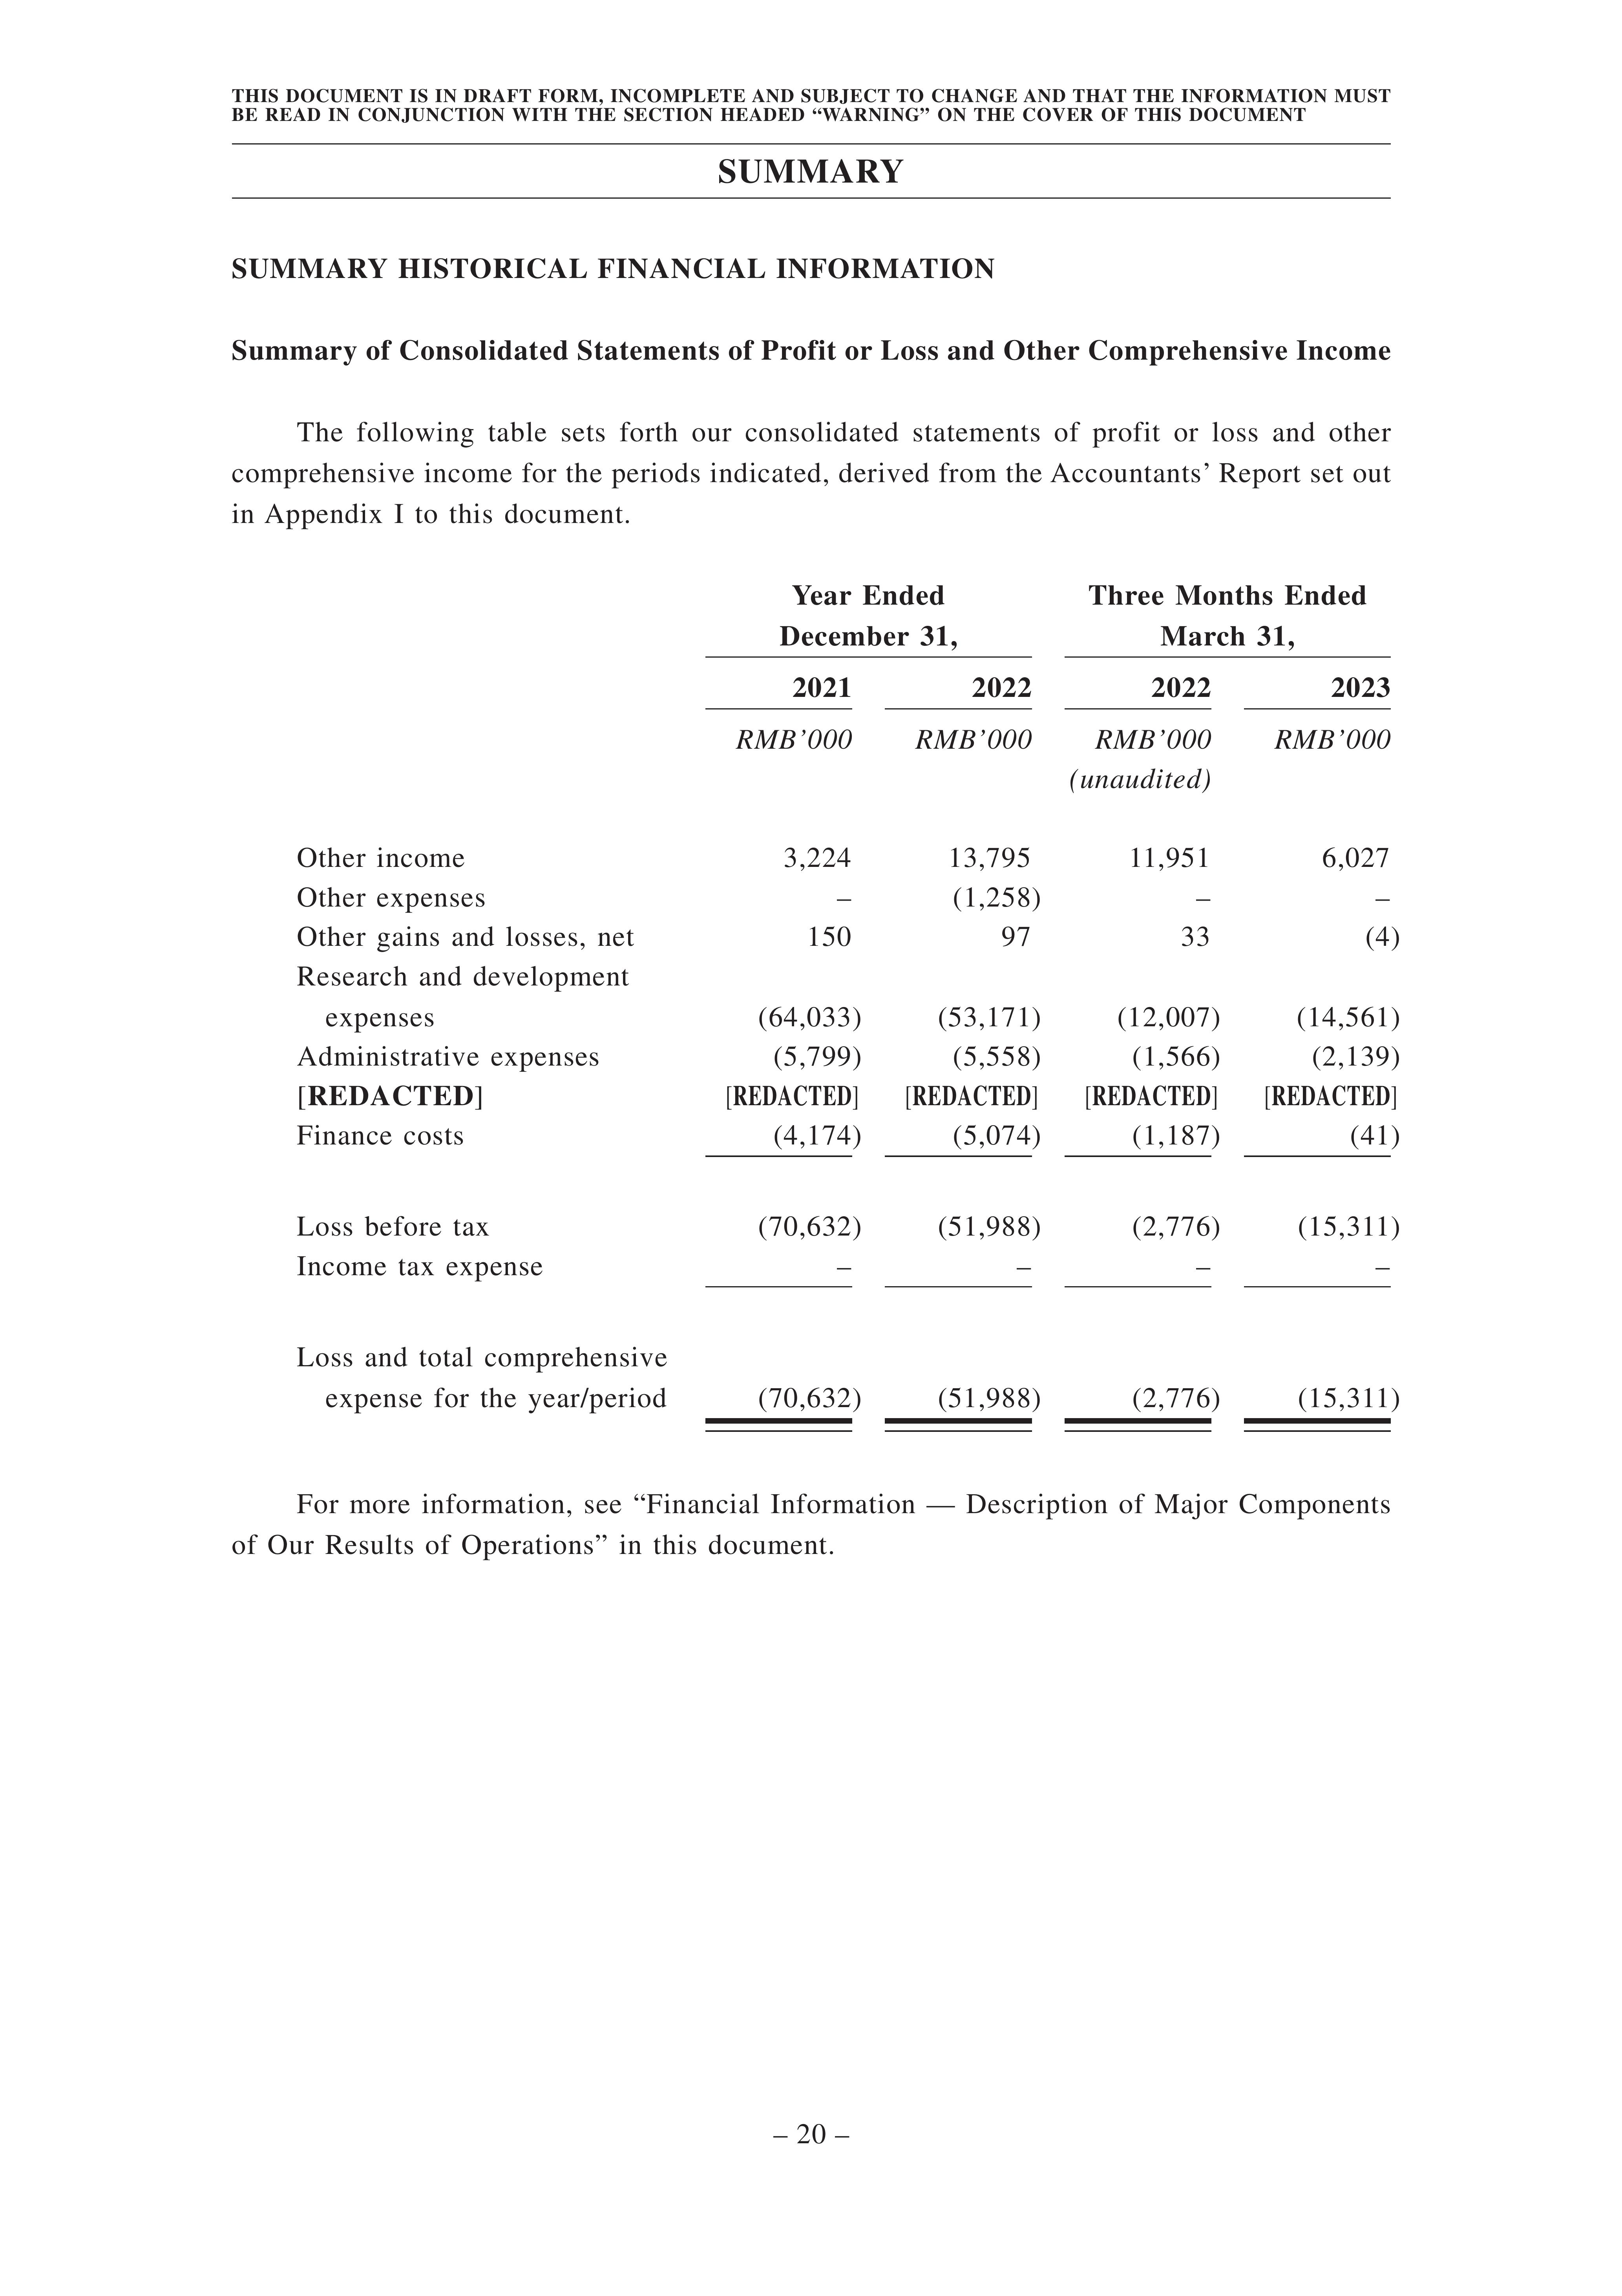 THIS DOCUMENT IS IN DRAFT FORM, INCOMPLETE AND SUBJECT TO CHANGE AND THAT THE INFORMATION MUST
BE READ IN CONJUNCTION WITH THE SECTION HEADED “WARNING” ON THE COVER OF THIS DOCUMENT
SUMMARY
SUMMARY HISTORICAL FINANCIAL INFORMATION
Summary of Consolidated Statements of Profit or Loss and Other Comprehensive Income
The following table sets forth our consolidated statements of profit or loss and other
comprehensive income for the periods indicated, derived from the Accountants’ Report set out
in Appendix I to this document.
Year Ended Three Months Ended
December 31, March 31,
2021 2022 2022 2023
RMB’000 RMB’000 RMB’000 RMB’000
(unaudited)
Other income 3,224 13,795 11,951 6,027
Other expenses – (1,258) – –
Other gains and losses, net 150 97 33 (4)
Research and development
expenses (64,033) (53,171) (12,007) (14,561)
Administrative expenses (5,799) (5,558) (1,566) (2,139)
[REDACTED] [REDACTED] [REDACTED] [REDACTED] [REDACTED]
Finance costs (4,174) (5,074) (1,187) (41)
Loss before tax (70,632) (51,988) (2,776) (15,311)
Income tax expense – – – –
Loss and total comprehensive
expense for the year/period (70,632) (51,988) (2,776) (15,311)
For more information, see “Financial Information — Description of Major Components
of Our Results of Operations” in this document.
– 20 –